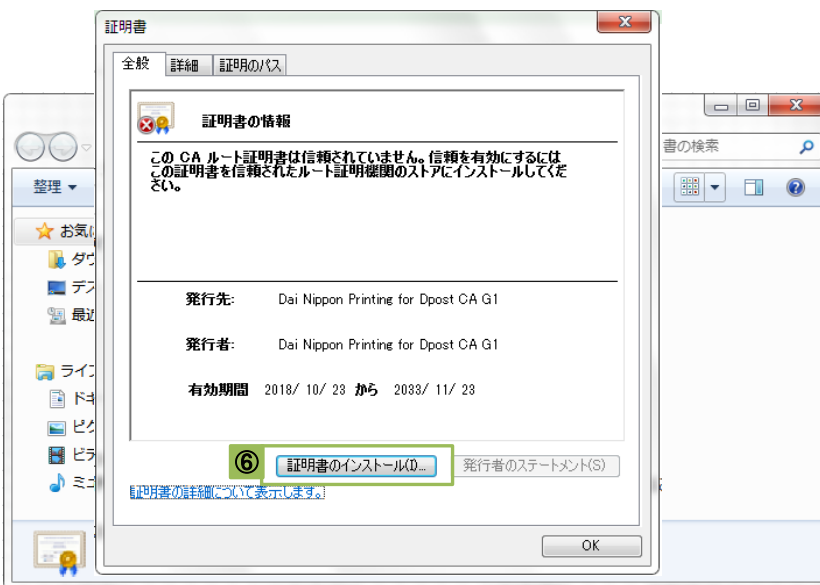 証明書
全般 詳細 証明のパス
証明書の情報
この CA ルート証明書は信頼されていません。信頼を有効にするには
この証明書を信頼されたルート証明機関のストアにインストールしてくだ
さい。
発行先: Dai Nippon Printing for Dpost CA G1
発行者: Dai Nippon Printing for Dpost CA G1
有効期間 2018/ 10/ 23 から 2033/ 11/ 23
⑥ 証明書のインストール(I)... 発行者のステートメント(S)
証明書の詳細について表示します。
OK
書の検索
整理
お気
ダウ
デス
最近
ライブ
ドキ
ピク
ビデ
ミュ